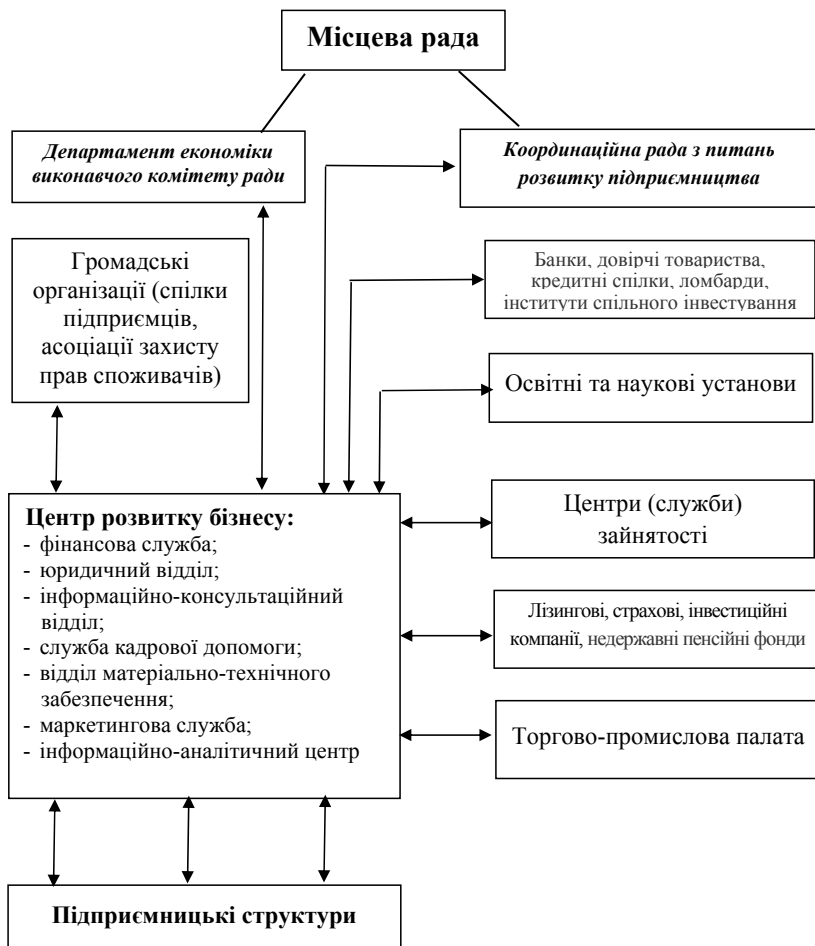 Місцева рада
Департамент економіки
виконавчого комітету ради
Координаційна рада з питань
розвитку підприємництва
Громадські
організації (спілки
підприємців,
асоціації захисту
прав споживачів)
Банки, довірчі товариства,
кредитні спілки, ломбарди,
інститути спільного інвестування
Освітні та наукові установи
Центр розвитку бізнесу:
- фінансова служба;
- юридичний відділ;
- інформаційно-консультаційний
відділ;
- служба кадрової допомоги;
- відділ матеріально-технічного
забезпечення;
- маркетингова служба;
- інформаційно-аналітичний центр
Центри (служби)
зайнятості
Лізингові, страхові, інвестиційні
компанії, недержавні пенсійні фонди
Торгово-промислова палата
Підприємницькі структури